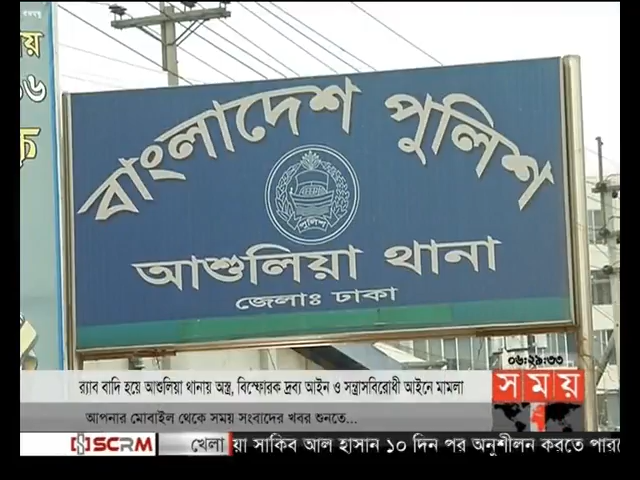 বাংলাদেশ পুলিশ
পুলিশ
আশুলিয়া থানা
জেলাঃ ঢাকা
০৬:২৯:৩৩
র‍্যাব বাদি হয়ে আশুলিয়া থানায় অস্ত্র, বিস্ফোরক দ্রব্য আইন ও সন্ত্রাসবিরোধী আইনে মামলা
সময়
আপনার মোবাইল থেকে সময় সংবাদের খবর শুনতে...
SCRM খেলা য়া সাকিব আল হাসান ১০ দিন পর অনুশীলন করতে পার